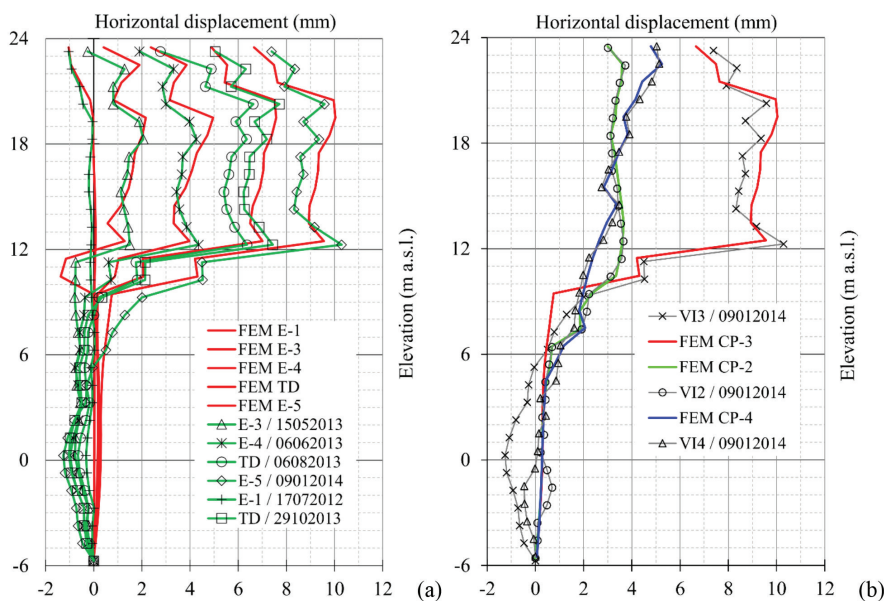 Horizontal displacement (mm)
-2 0 2 4 6 8 10 12
24
18
12
6
0
-6
Elevation (m a.s.l.)
FEM E-1
FEM E-3
FEM E-4
FEM TD
FEM E-5
E-3 / 15052013
E-4 / 06062013
TD / 06082013
E-5 / 09012014
E-1 / 17072012
TD / 29102013
(a)
Horizontal displacement (mm)
-2 0 2 4 6 8 10 12
24
18
12
6
0
-6
Elevation (m a.s.l.)
VI3 / 09012014
FEM CP-3
FEM CP-2
VI2 / 09012014
FEM CP-4
VI4 / 09012014
(b)